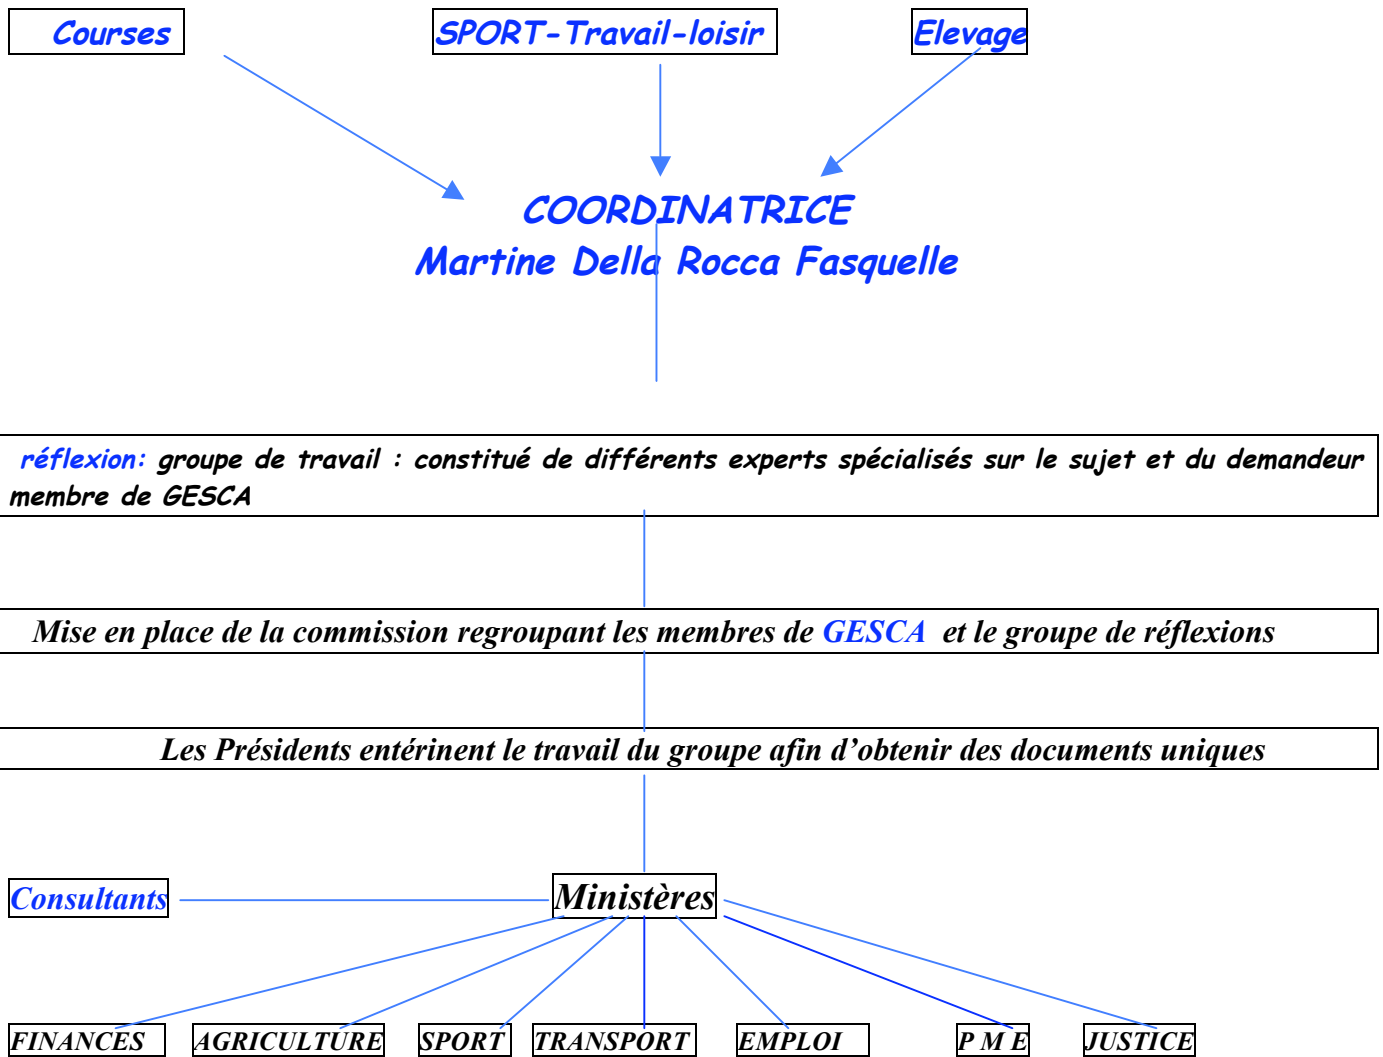 Courses
SPORT-Travail-loisir
Elevage
COORDINATRICE
Martine Della Rocca Fasquelle
réflexion: groupe de travail : constitué de différents experts spécialisés sur le sujet et du demandeur
membre de GESCA
Mise en place de la commission regroupant les membres de GESCA et le groupe de réflexions
Les Présidents entérinent le travail du groupe afin d’obtenir des documents uniques
Consultants
Ministères
FINANCES
AGRICULTURE
SPORT
TRANSPORT
EMPLOI
P M E
JUSTICE